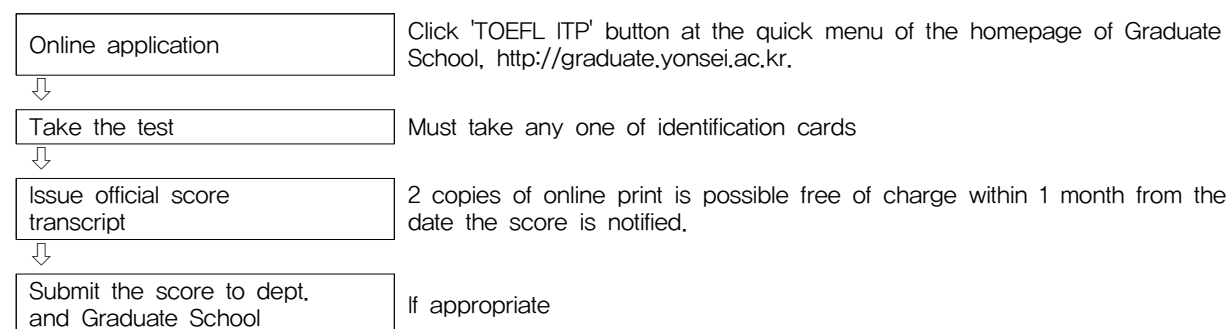 Online application
Click 'TOEFL ITP' button at the quick menu of the homepage of Graduate
School, http://graduate.yonsei.ac.kr.
Take the test
Must take any one of identification cards
Issue official score
transcript
2 copies of online print is possible free of charge within 1 month from the
date the score is notified.
Submit the score to dept.
and Graduate School
If appropriate